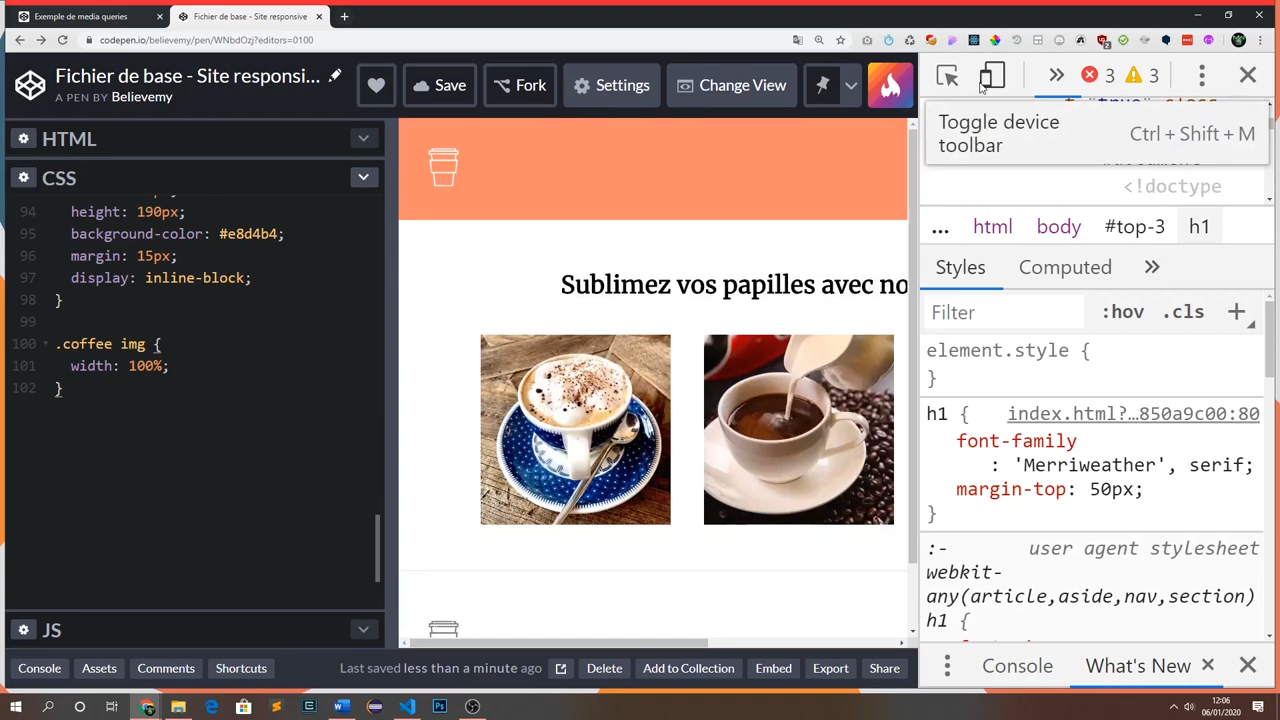 Exemple de media queries
Fichier de base - Site responsive
codepen.io/believemy/pen/WNbdOzj?editors=0100
Fichier de base - Site responsi...
A PEN BY Believemy
Save
Fork
Settings
Change View
3
3
HTML
CSS
94 height: 190px;
95 background-color: #e8d4b4;
96 margin: 15px;
97 display: inline-block;
98 }
99
100 .coffee img {
101 width: 100%;
102 }
JS
Sublimez vos papilles avec no
Toggle device toolbar
Ctrl + Shift + M
<!doctype
... html body #top-3 h1
Styles Computed
Filter :hov .cls
element.style {
}
h1 { index.html?…850a9c00:80
font-family
: 'Merriweather', serif;
margin-top: 50px;
}
:- user agent stylesheet
webkit-
any(article,aside,nav,section)
h1 {
Console Assets Comments Shortcuts
Last saved less than a minute ago
Delete Add to Collection Embed Export Share
Console What's New
12:06
06/01/2020